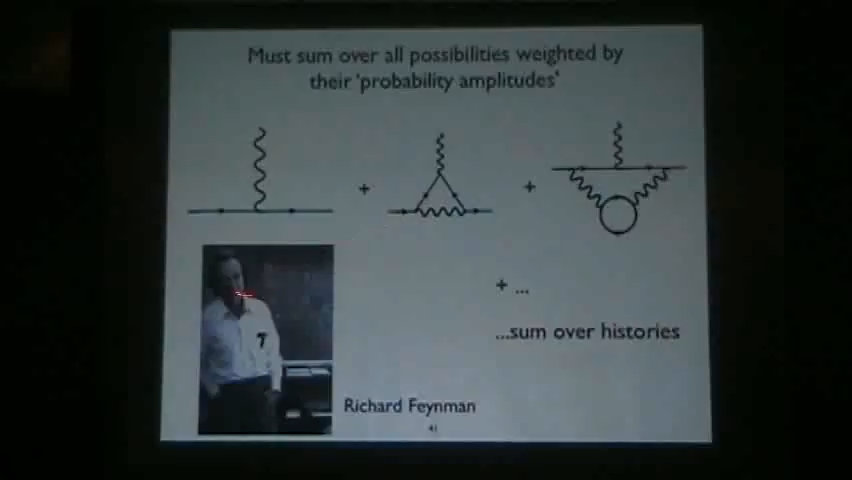 Must sum over all possibilities weighted by
their 'probability amplitudes'
+
+
+ ...
...sum over histories
Richard Feynman